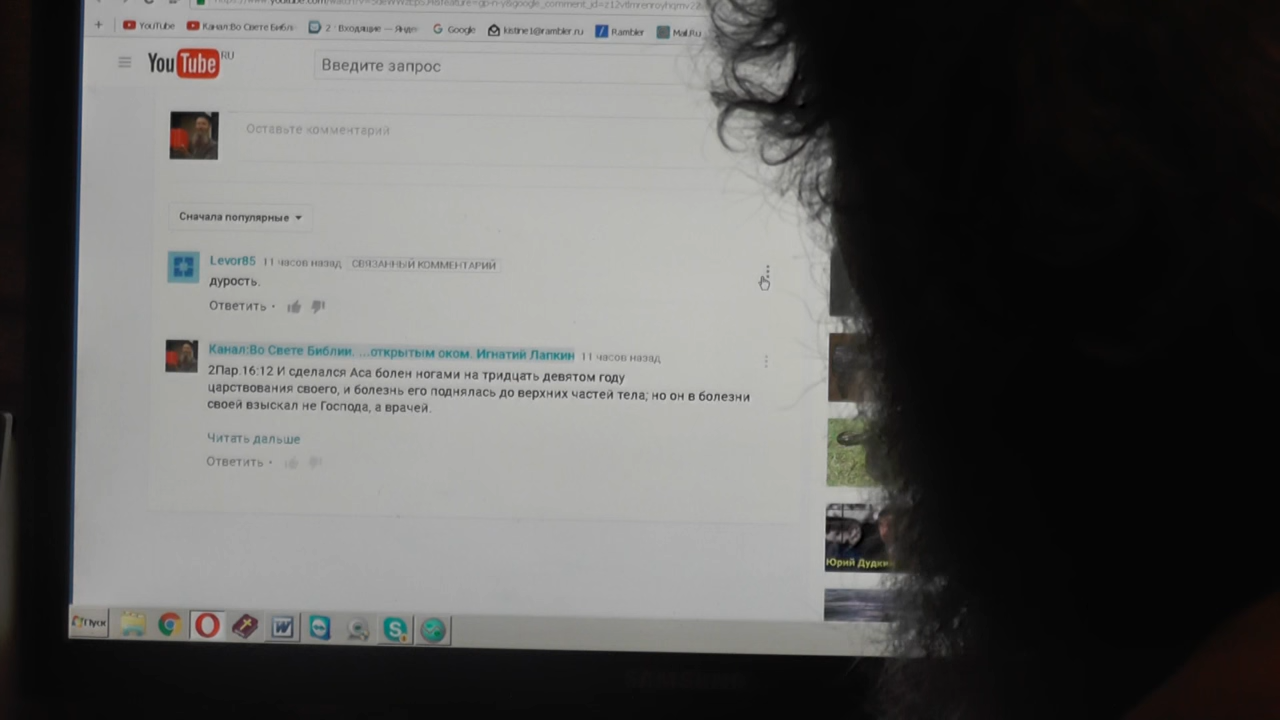 YouTube
Канал:Во Свете Библи
2 · Входящие — Яндек
Google
kistine1@rambler.ru
Rambler
Mail.Ru
YouTube RU
Введите запрос
Оставьте комментарий
Сначала популярные
Levor85 11 часов назад СВЯЗАННЫЙ КОММЕНТАРИЙ
дурость.
Ответить ·
Канал:Во Свете Библии. ...открытым оком. Игнатий Лапкин 11 часов назад
2Пар.16:12 И сделался Аса болен ногами на тридцать девятом году
царствования своего, и болезнь его поднялась до верхних частей тела; но он в болезни
своей взыскал не Господа, а врачей.
Читать дальше
Ответить ·
Юрий Дудки
Пуск